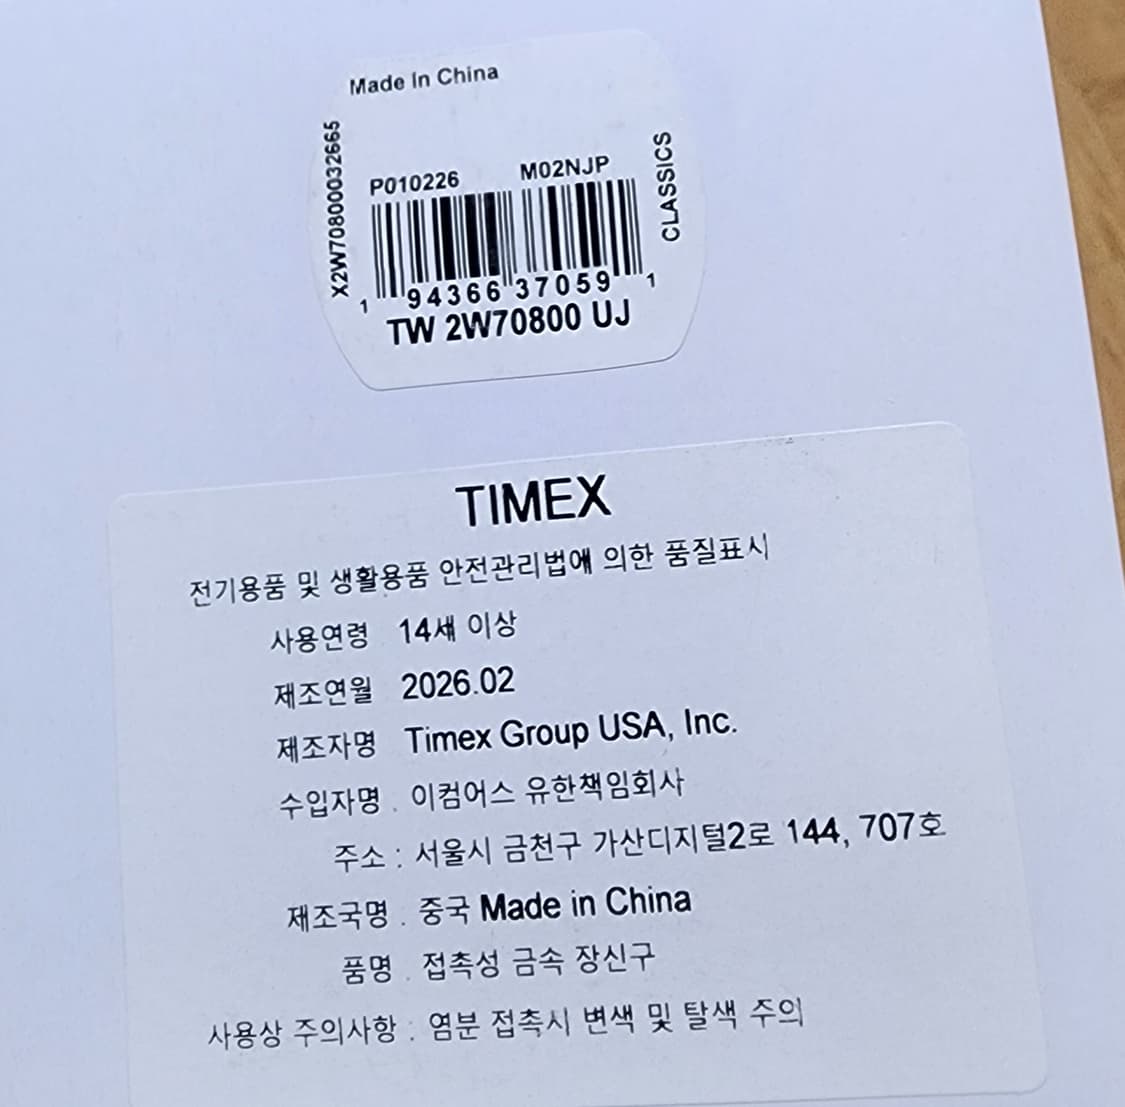 Made In China
X2W70800032665
P010226 M02NJP
CLASSICS
1 94366 37059 1
TW 2W70800 UJ
TIMEX
전기용품 및 생활용품 안전관리법에 의한 품질표시
사용연령 14세 이상
제조연월 2026.02
제조자명 Timex Group USA, Inc.
수입자명 . 이컴어스 유한책임회사
주소 : 서울시 금천구 가산디지털2로 144, 707호
제조국명 . 중국 Made in China
품명 . 접촉성 금속 장신구
사용상 주의사항 : 염분 접촉시 변색 및 탈색 주의